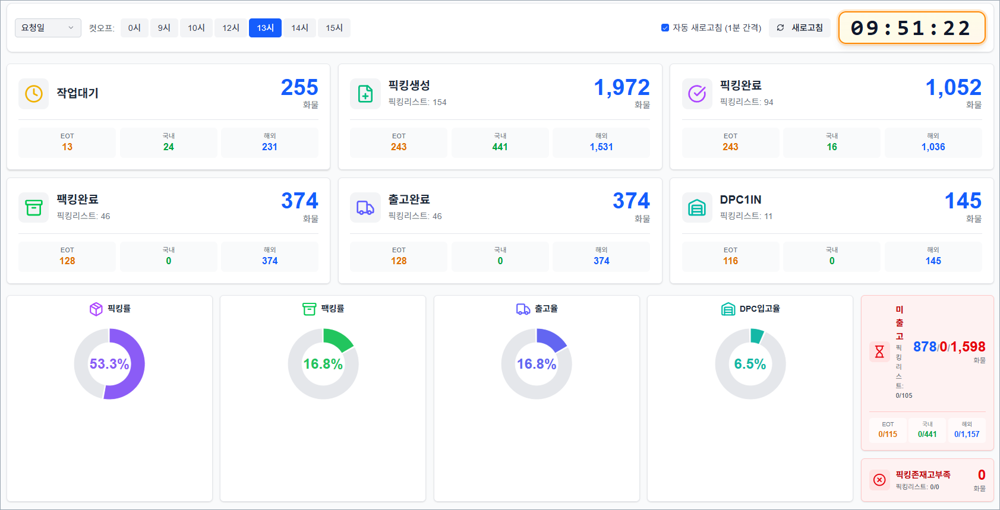 요청일 컷오프: 0시 9시 10시 12시 13시 14시 15시 자동 새로고침 (1분 간격) 새로고침 09:51:22
작업대기 255
화물
EOT 국내 해외
13 24 231
픽킹생성 1,972
픽킹리스트: 154 화물
EOT 국내 해외
243 441 1,531
픽킹완료 1,052
픽킹리스트: 94 화물
EOT 국내 해외
243 16 1,036
팩킹완료 374
픽킹리스트: 46 화물
EOT 국내 해외
128 0 374
출고완료 374
픽킹리스트: 46 화물
EOT 국내 해외
128 0 374
DPC1IN 145
픽킹리스트: 11 화물
EOT 국내 해외
116 0 145
픽킹률
53.3%
팩킹률
16.8%
출고율
16.8%
DPC입고율
6.5%
미
출
고
픽
킹
리
스
트:
0/105
878/0/1,598
화물
EOT 국내 해외
0/115 0/441 0/1,157
픽킹존재고부족 0
픽킹리스트: 0/0 화물